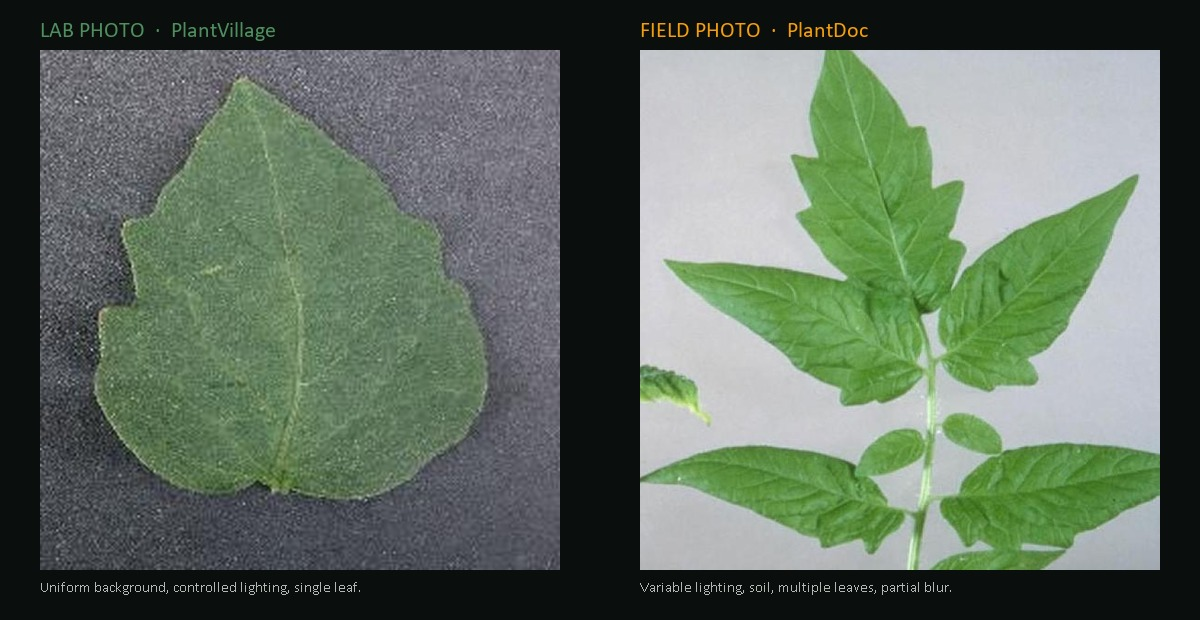 LAB PHOTO · PlantVillage
FIELD PHOTO · PlantDoc
Uniform background, controlled lighting, single leaf.
Variable lighting, soil, multiple leaves, partial blur.